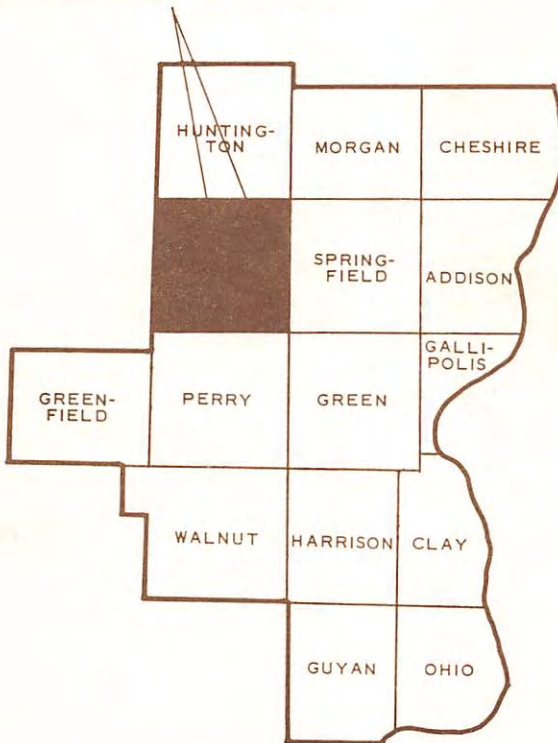 HUNTING-
TON
MORGAN
CHESHIRE
SPRING-
FIELD
ADDISON
GALLI-
POLIS
GREEN-
FIELD
PERRY
GREEN
WALNUT
HARRISON
CLAY
GUYAN
OHIO